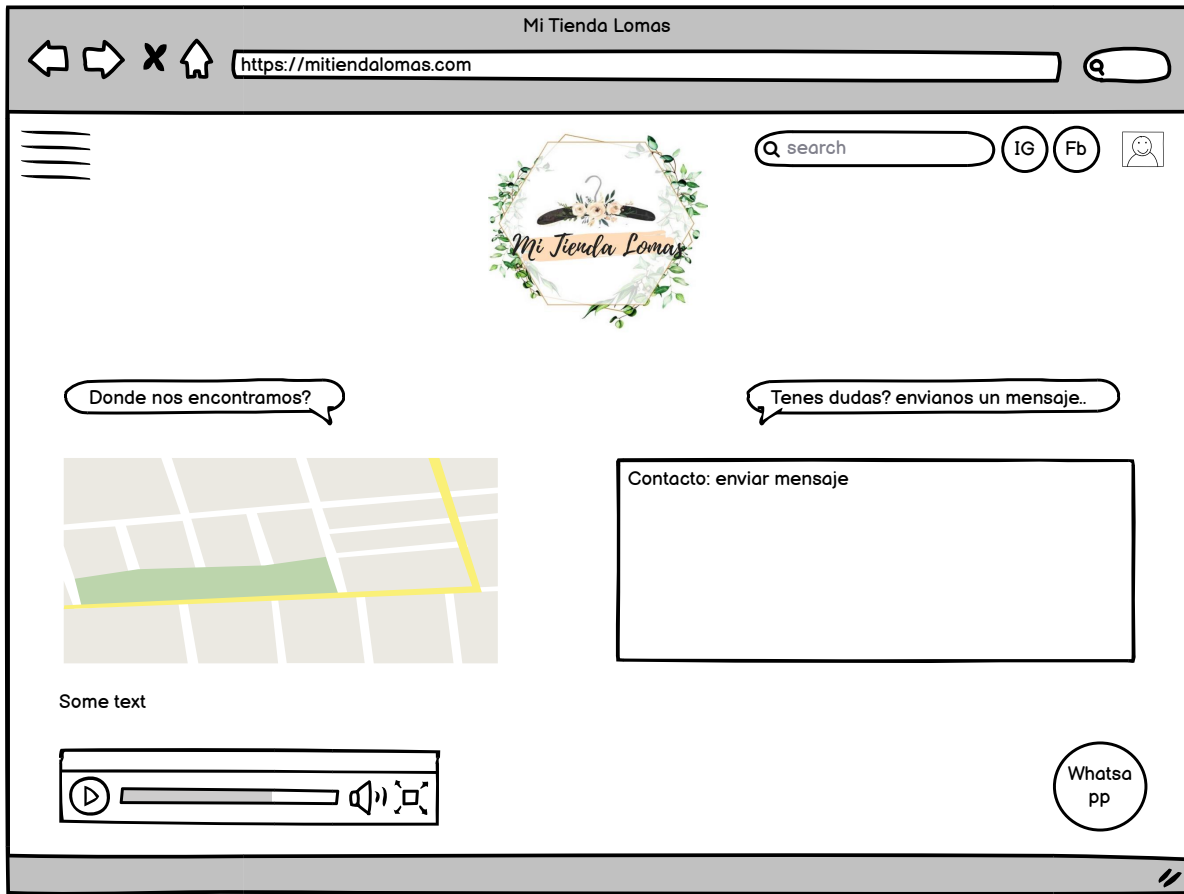 Mi Tienda Lomas
https://mitiendalomas.com
search
IG
Fb
Mi Tienda Lomas
Donde nos encontramos?
Tenes dudas? envianos un mensaje..
Contacto: enviar mensaje
Some text
Whatsa
pp